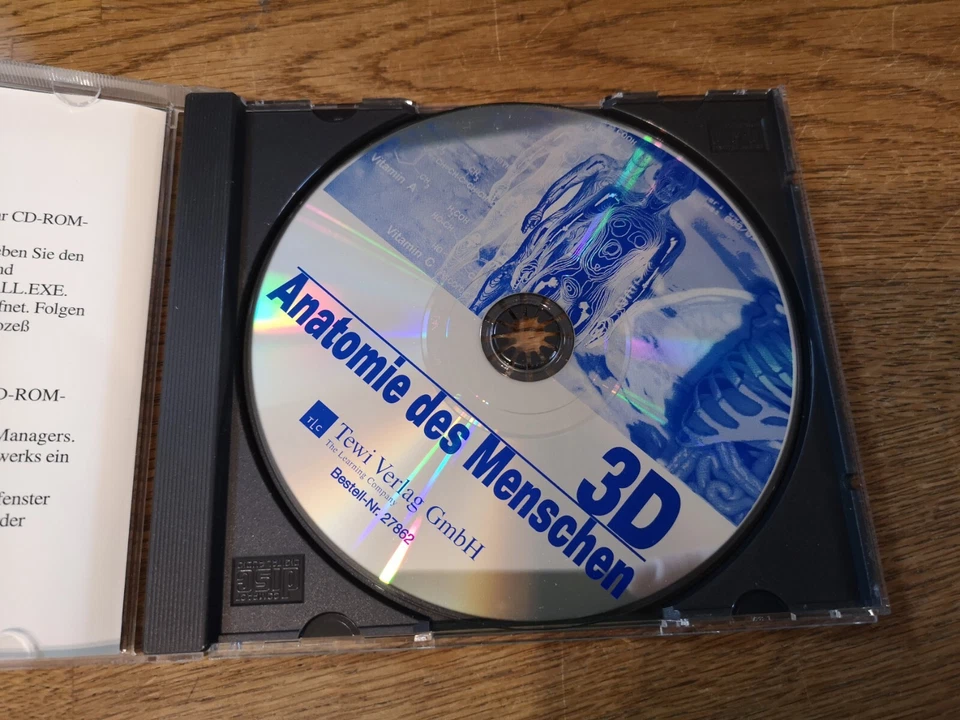 r CD-ROM-
eben Sie den
nd
LL.EXE.
fnet. Folgen
ozeß
D-ROM-
Managers.
werks ein
fenster
der
Vitamin A
Vitamin C
3D
Anatomie des Menschen
TLC
Tewi Verlag GmbH
The Learning Company
Bestell-Nr. 27862